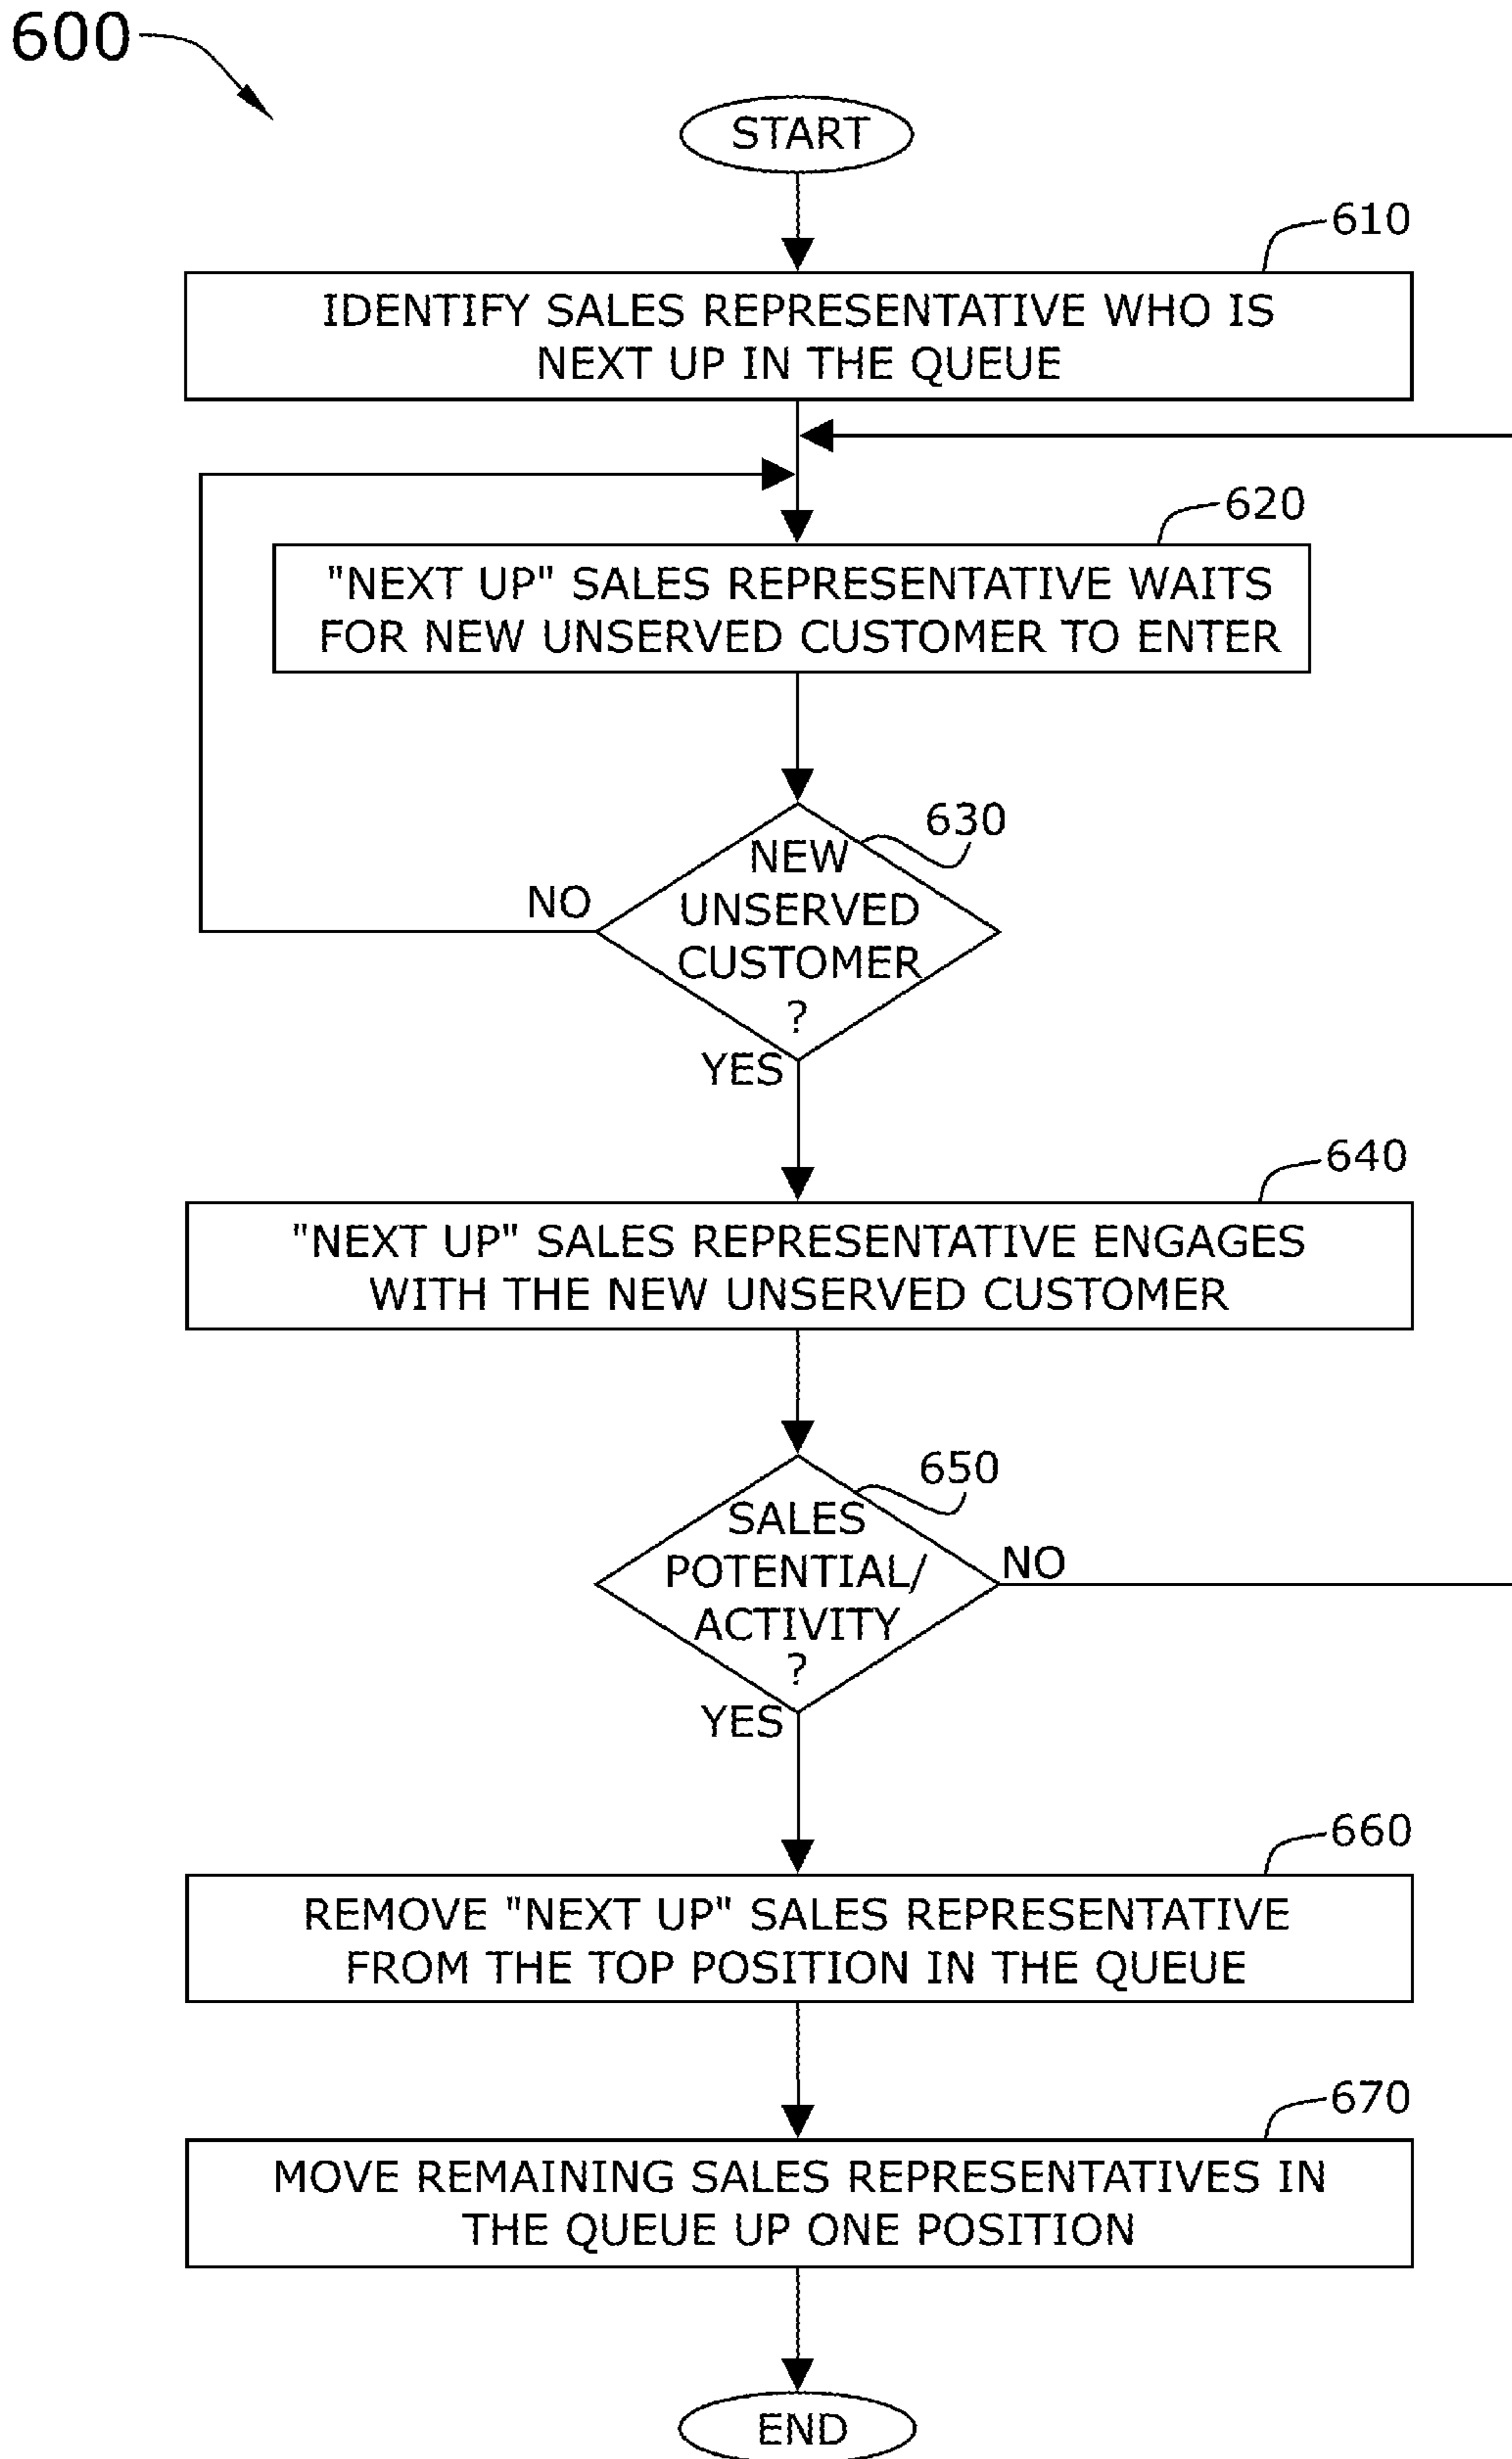 600
START
610
IDENTIFY SALES REPRESENTATIVE WHO IS
NEXT UP IN THE QUEUE
620
"NEXT UP" SALES REPRESENTATIVE WAITS
FOR NEW UNSERVED CUSTOMER TO ENTER
630
NEW
UNSERVED
CUSTOMER
?
NO
YES
640
"NEXT UP" SALES REPRESENTATIVE ENGAGES
WITH THE NEW UNSERVED CUSTOMER
650
SALES
POTENTIAL/
ACTIVITY
?
NO
YES
660
REMOVE "NEXT UP" SALES REPRESENTATIVE
FROM THE TOP POSITION IN THE QUEUE
670
MOVE REMAINING SALES REPRESENTATIVES IN
THE QUEUE UP ONE POSITION
END